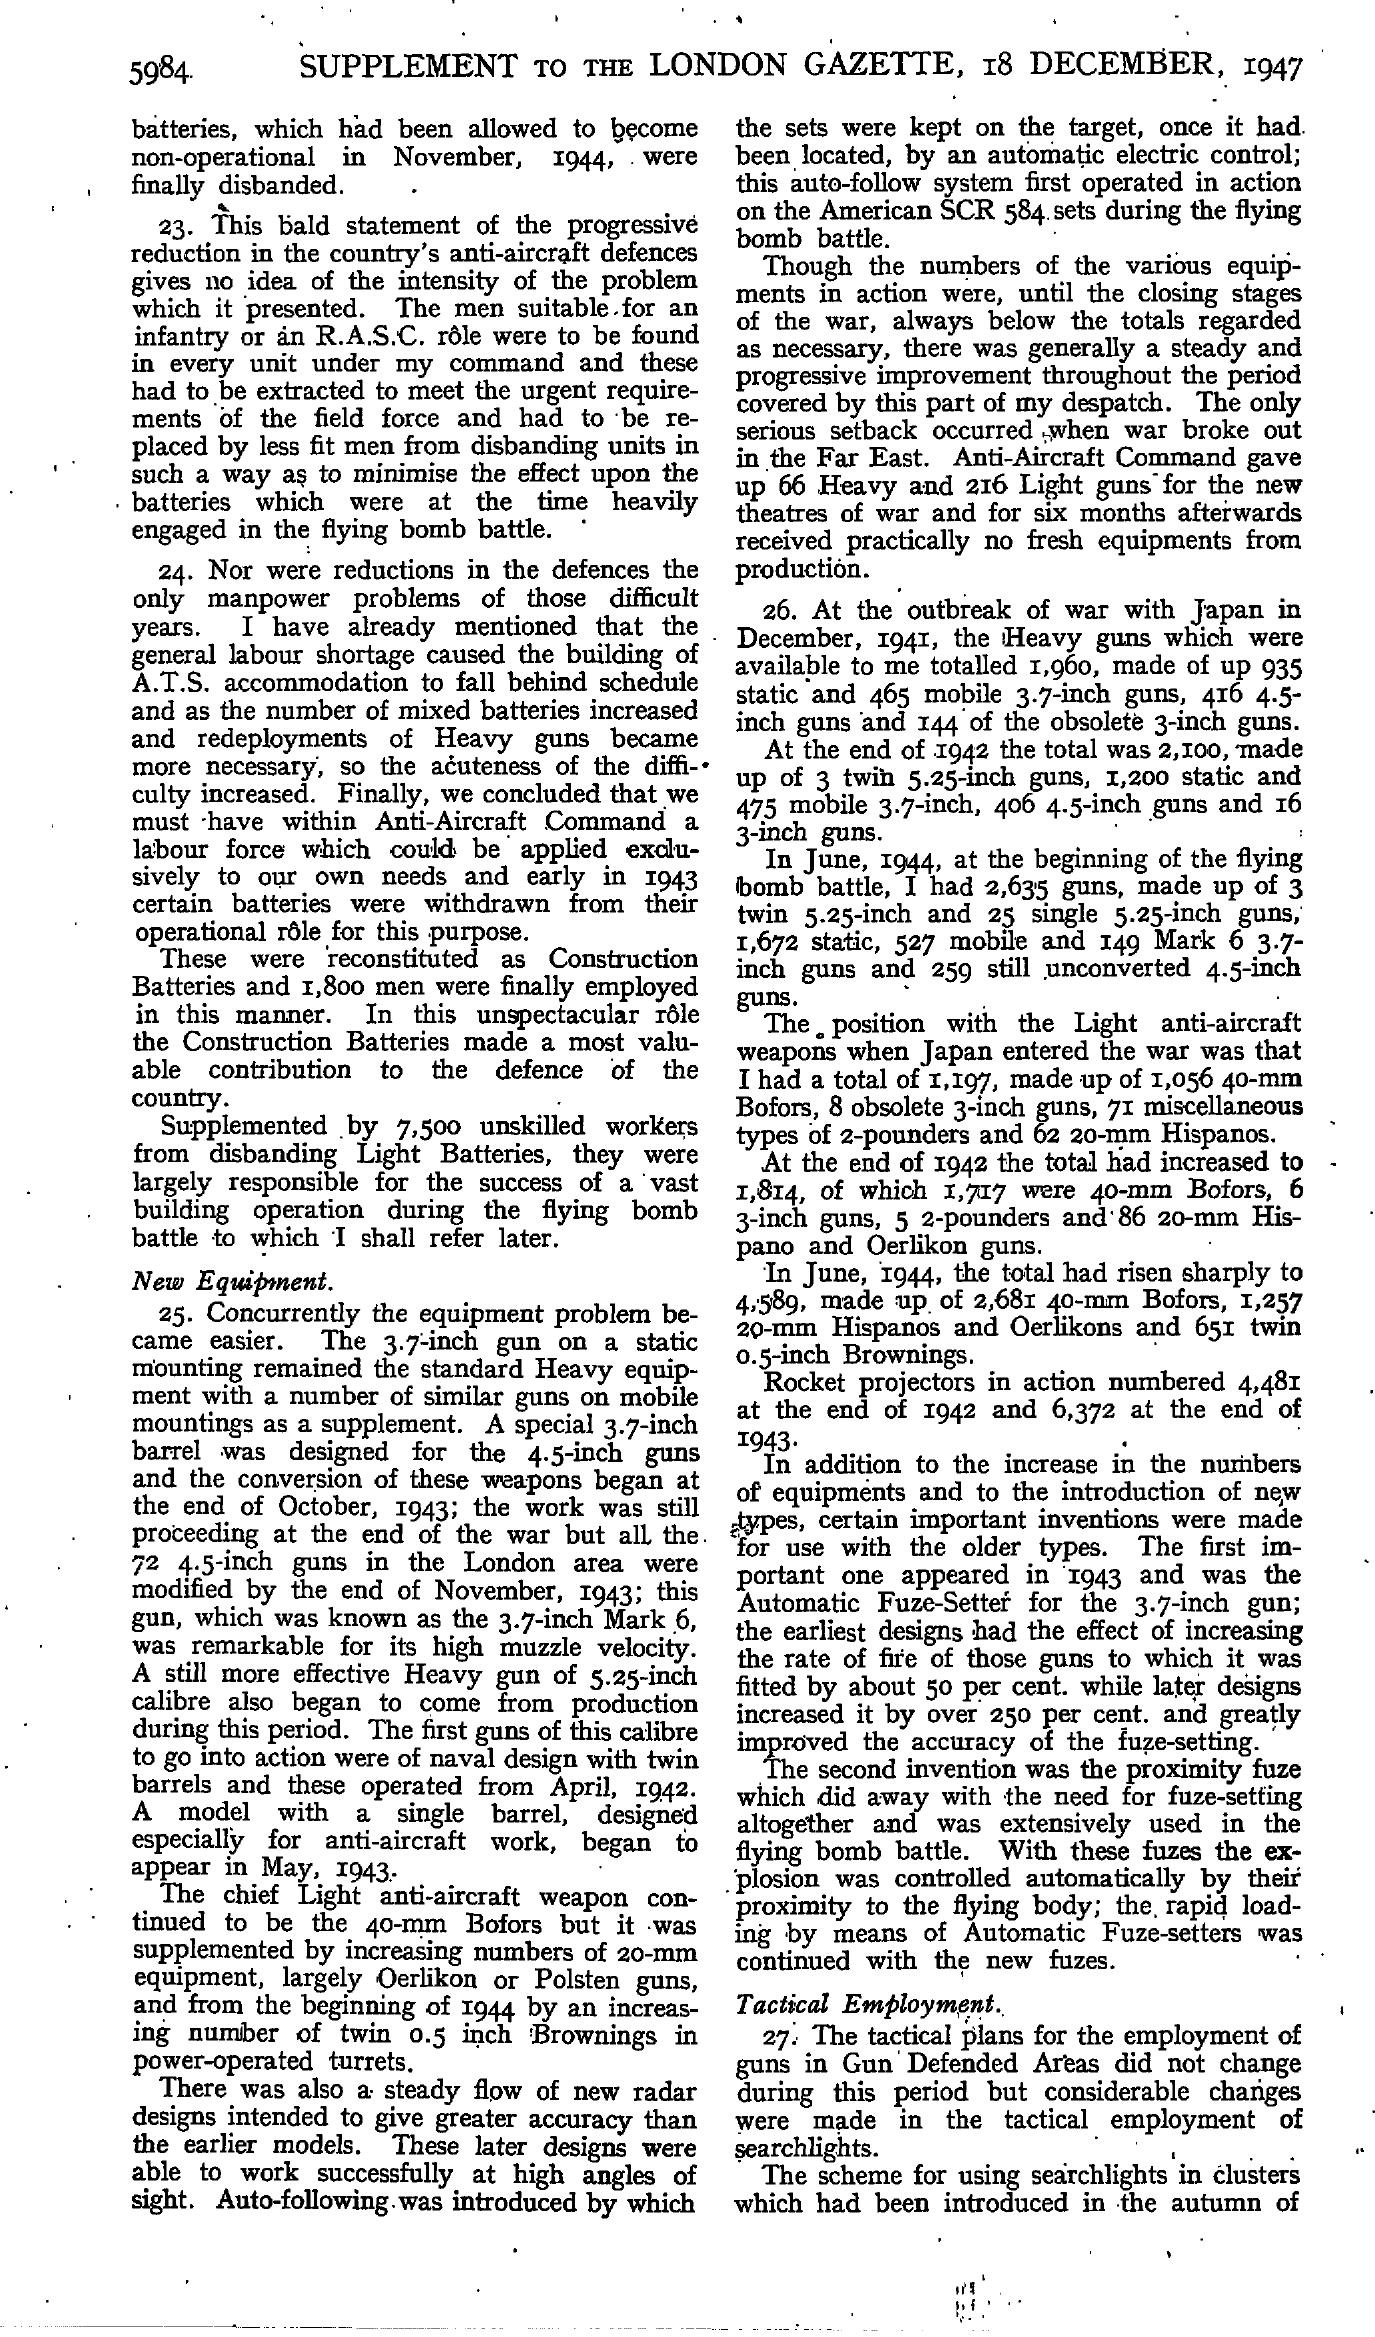 5984 SUPPLEMENT TO THE LONDON GAZETTE, 18 DECEMBER, 1947
batteries, which had been allowed to become
non-operational in November, 1944, were
finally disbanded.
23. This bald statement of the progressive
reduction in the country's anti-aircraft defences
gives no idea of the intensity of the problem
which it presented. The men suitable for an
infantry or an R.A.S.C. rôle were to be found
in every unit under my command and these
had to be extracted to meet the urgent require-
ments of the field force and had to be re-
placed by less fit men from disbanding units in
such a way as to minimise the effect upon the
batteries which were at the time heavily
engaged in the flying bomb battle.
24. Nor were reductions in the defences the
only manpower problems of those difficult
years. I have already mentioned that the
general labour shortage caused the building of
A.T.S. accommodation to fall behind schedule
and as the number of mixed batteries increased
and redeployments of Heavy guns became
more necessary, so the acuteness of the diffi-
culty increased. Finally, we concluded that we
must have within Anti-Aircraft Command a
labour force which could be applied exclu-
sively to our own needs and early in 1943
certain batteries were withdrawn from their
operational rôle for this purpose.
These were reconstituted as Construction
Batteries and 1,800 men were finally employed
in this manner. In this unspectacular rôle
the Construction Batteries made a most valu-
able contribution to the defence of the
country.
Supplemented by 7,500 unskilled workers
from disbanding Light Batteries, they were
largely responsible for the success of a vast
building operation during the flying bomb
battle to which I shall refer later.
New Equipment.
25. Concurrently the equipment problem be-
came easier. The 3.7-inch gun on a static
mounting remained the standard Heavy equip-
ment with a number of similar guns on mobile
mountings as a supplement. A special 3.7-inch
barrel was designed for the 4.5-inch guns
and the conversion of these weapons began at
the end of October, 1943; the work was still
proceeding at the end of the war but all the
72 4.5-inch guns in the London area were
modified by the end of November, 1943; this
gun, which was known as the 3.7-inch Mark 6,
was remarkable for its high muzzle velocity.
A still more effective Heavy gun of 5.25-inch
calibre also began to come from production
during this period. The first guns of this calibre
to go into action were of naval design with twin
barrels and these operated from April, 1942.
A model with a single barrel, designed
especially for anti-aircraft work, began to
appear in May, 1943.
The chief Light anti-aircraft weapon con-
tinued to be the 40-mm Bofors but it was
supplemented by increasing numbers of 20-mm
equipment, largely Oerlikon or Polsten guns,
and from the beginning of 1944 by an increas-
ing number of twin 0.5 inch Brownings in
power-operated turrets.
There was also a steady flow of new radar
designs intended to give greater accuracy than
the earlier models. These later designs were
able to work successfully at high angles of
sight. Auto-following was introduced by which
the sets were kept on the target, once it had
been located, by an automatic electric control;
this auto-follow system first operated in action
on the American SCR 584 sets during the flying
bomb battle.
Though the numbers of the various equip-
ments in action were, until the closing stages
of the war, always below the totals regarded
as necessary, there was generally a steady and
progressive improvement throughout the period
covered by this part of my despatch. The only
serious setback occurred when war broke out
in the Far East. Anti-Aircraft Command gave
up 66 Heavy and 216 Light guns for the new
theatres of war and for six months afterwards
received practically no fresh equipments from
production.
26. At the outbreak of war with Japan in
December, 1941, the Heavy guns which were
available to me totalled 1,960, made of up 935
static and 465 mobile 3.7-inch guns, 416 4.5-
inch guns and 144 of the obsolete 3-inch guns.
At the end of 1942 the total was 2,100, made
up of 3 twin 5.25-inch guns, 1,200 static and
475 mobile 3.7-inch, 406 4.5-inch guns and 16
3-inch guns.
In June, 1944, at the beginning of the flying
bomb battle, I had 2,635 guns, made up of 3
twin 5.25-inch and 25 single 5.25-inch guns,
1,672 static, 527 mobile and 149 Mark 6 3.7-
inch guns and 259 still unconverted 4.5-inch
guns.
The position with the Light anti-aircraft
weapons when Japan entered the war was that
I had a total of 1,197, made up of 1,056 40-mm
Bofors, 8 obsolete 3-inch guns, 71 miscellaneous
types of 2-pounders and 62 20-mm Hispanos.
At the end of 1942 the total had increased to
1,814, of which 1,717 were 40-mm Bofors, 6
3-inch guns, 5 2-pounders and 86 20-mm His-
pano and Oerlikon guns.
In June, 1944, the total had risen sharply to
4,589, made up of 2,681 40-mm Bofors, 1,257
20-mm Hispanos and Oerlikons and 651 twin
0.5-inch Brownings.
Rocket projectors in action numbered 4,481
at the end of 1942 and 6,372 at the end of
1943.
In addition to the increase in the numbers
of equipments and to the introduction of new
types, certain important inventions were made
for use with the older types. The first im-
portant one appeared in 1943 and was the
Automatic Fuze-Setter for the 3.7-inch gun;
the earliest designs had the effect of increasing
the rate of fire of those guns to which it was
fitted by about 50 per cent. while later designs
increased it by over 250 per cent. and greatly
improved the accuracy of the fuze-setting.
The second invention was the proximity fuze
which did away with the need for fuze-setting
altogether and was extensively used in the
flying bomb battle. With these fuzes the ex-
plosion was controlled automatically by their
proximity to the flying body; the rapid load-
ing by means of Automatic Fuze-setters was
continued with the new fuzes.
Tactical Employment.
27. The tactical plans for the employment of
guns in Gun Defended Areas did not change
during this period but considerable changes
were made in the tactical employment of
searchlights.
The scheme for using searchlights in clusters
which had been introduced in the autumn of